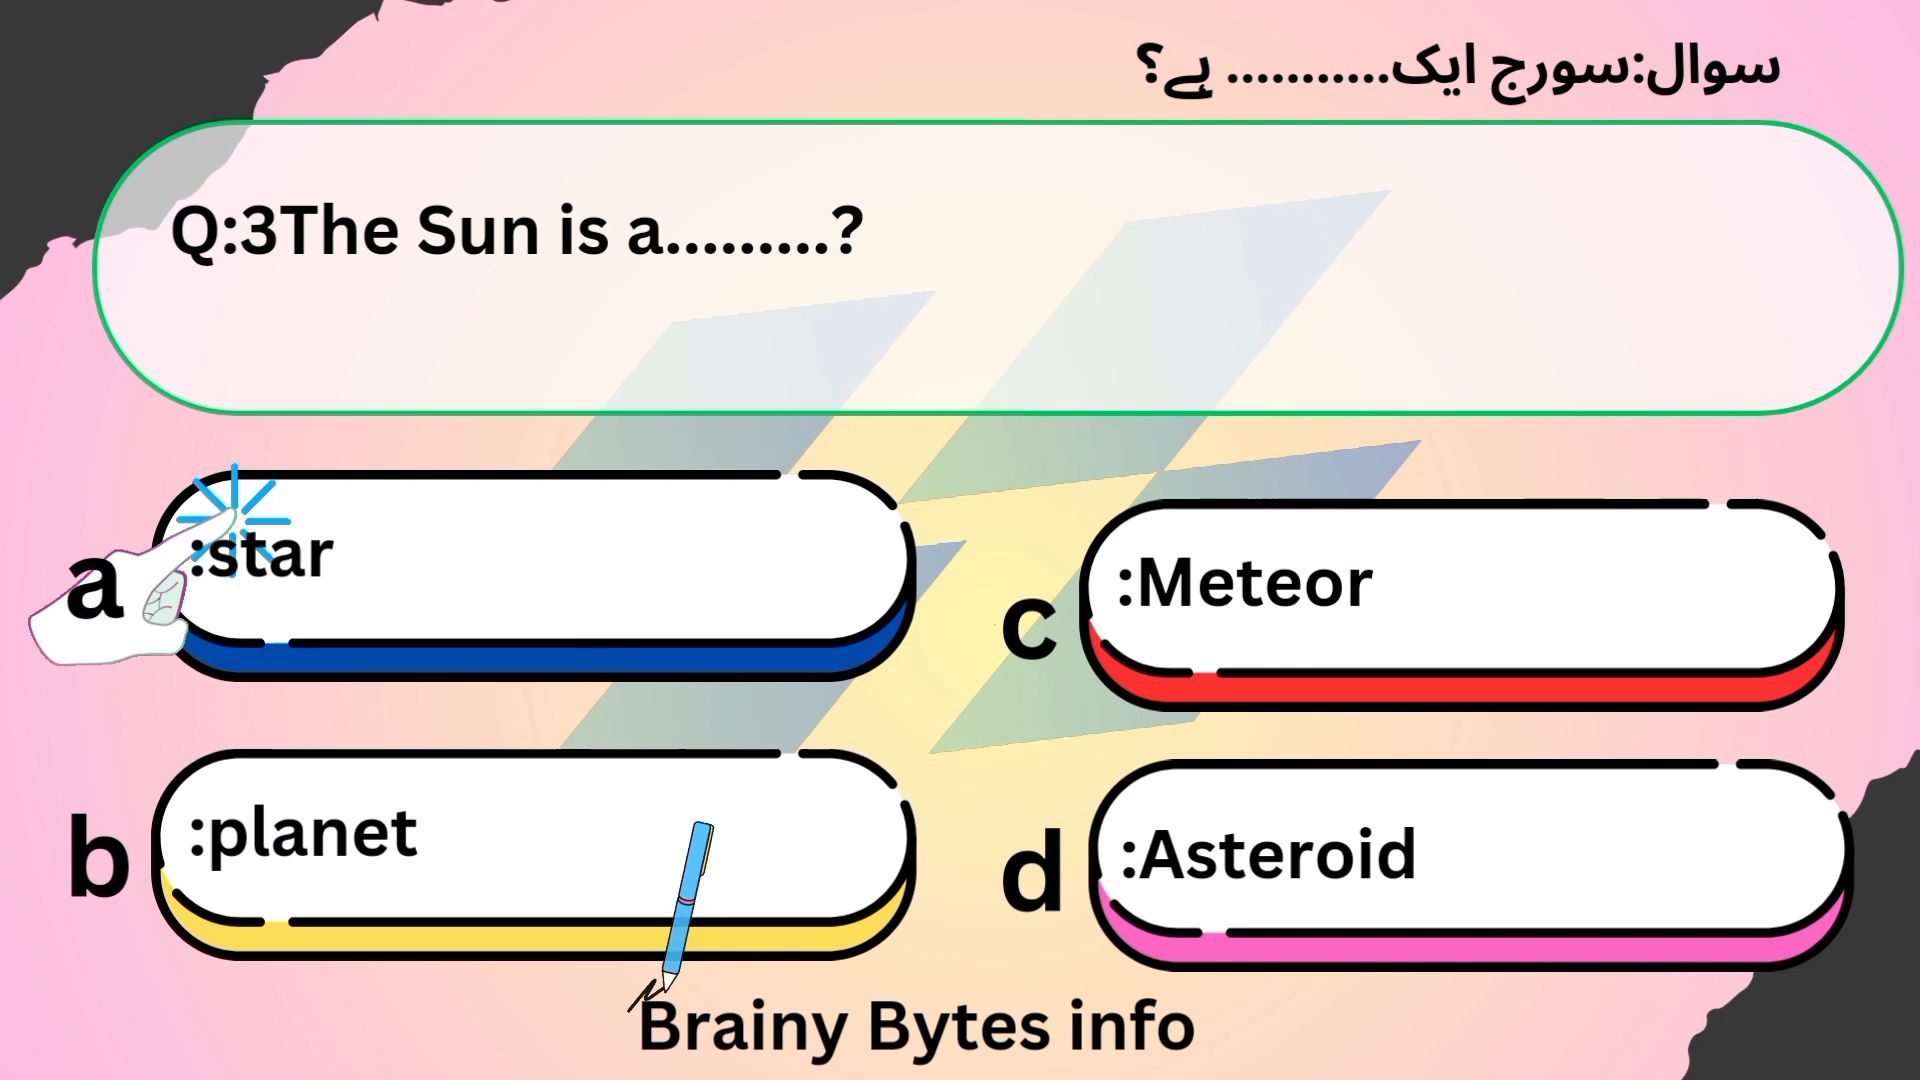 سوال:سورج ایک........... ہے؟
Q:3The Sun is a.........?
a :star
c :Meteor
b :planet
d :Asteroid
Brainy Bytes info